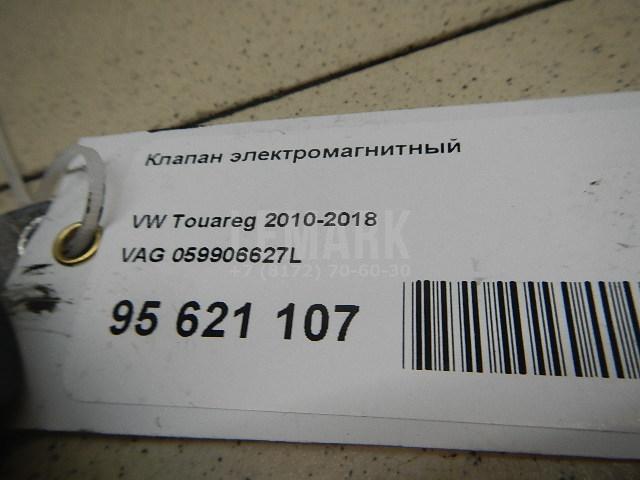 Клапан электромагнитный
VW Touareg 2010-2018
VAG 059906627L
+7 (8172) 70-60-30
95 621 107